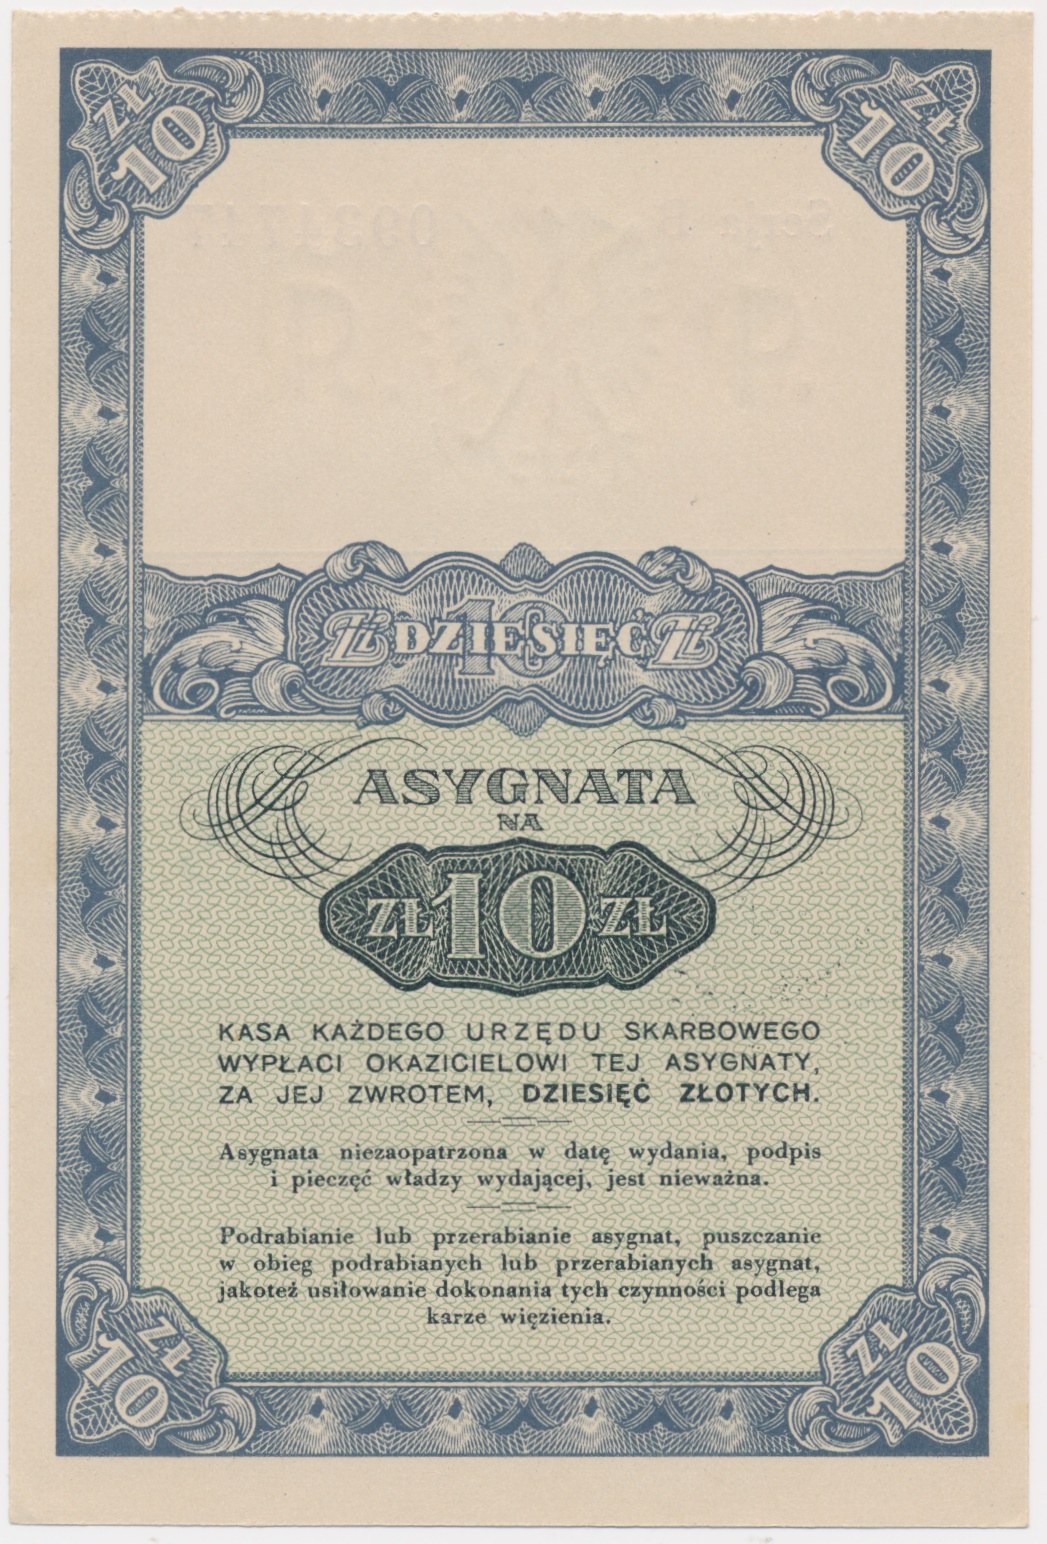 ZŁ 10
ZŁ 10
Zł DZIESIĘĆ Zł
10
ASYGNATA
NA
ZŁ 10 ZŁ
KASA KAŻDEGO URZĘDU SKARBOWEGO
WYPŁACI OKAZICIELOWI TEJ ASYGNATY,
ZA JEJ ZWROTEM, DZIESIĘĆ ZŁOTYCH.
Asygnata niezaopatrzona w datę wydania, podpis
i pieczęć władzy wydającej, jest nieważna.
Podrabianie lub przerabianie asygnat, puszczanie
w obieg podrabianych lub przerabianych asygnat,
jakoteż usiłowanie dokonania tych czynności podlega
karze więzienia.
ZŁ 10
ZŁ 10